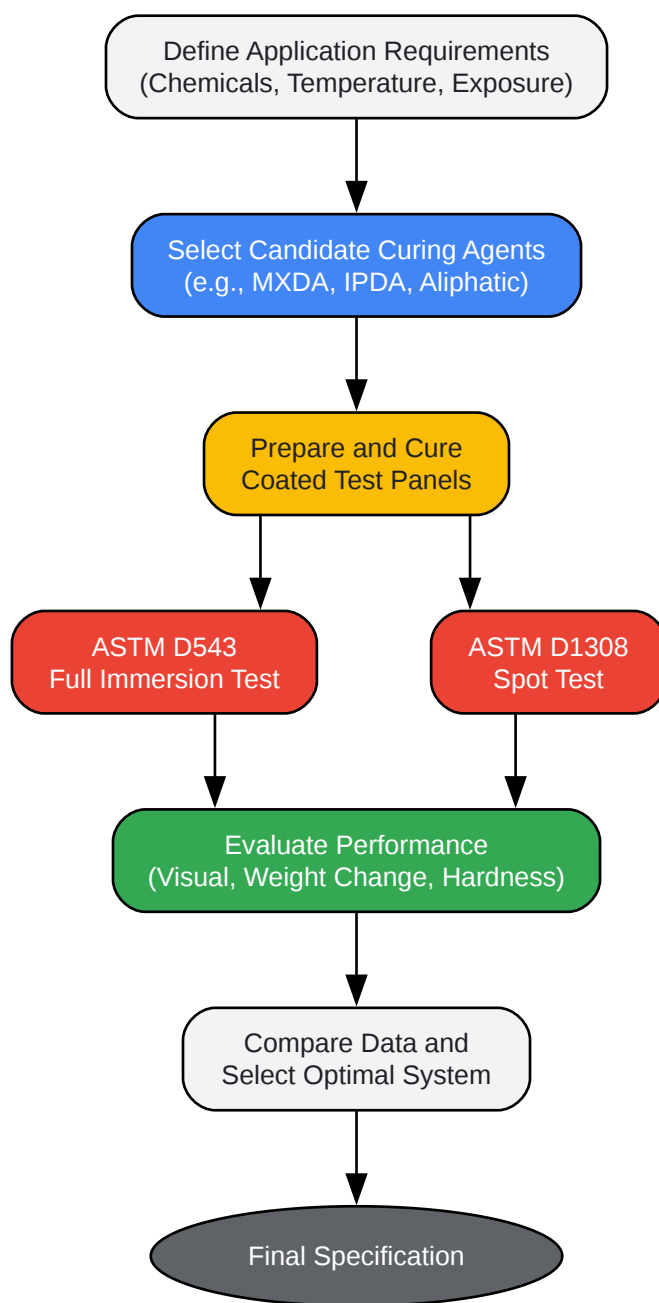 Define Application Requirements
(Chemicals, Temperature, Exposure)
Select Candidate Curing Agents
(e.g., MXDA, IPDA, Aliphatic)
Prepare and Cure
Coated Test Panels
ASTM D543
Full Immersion Test
ASTM D1308
Spot Test
Evaluate Performance
(Visual, Weight Change, Hardness)
Compare Data and
Select Optimal System
Final Specification